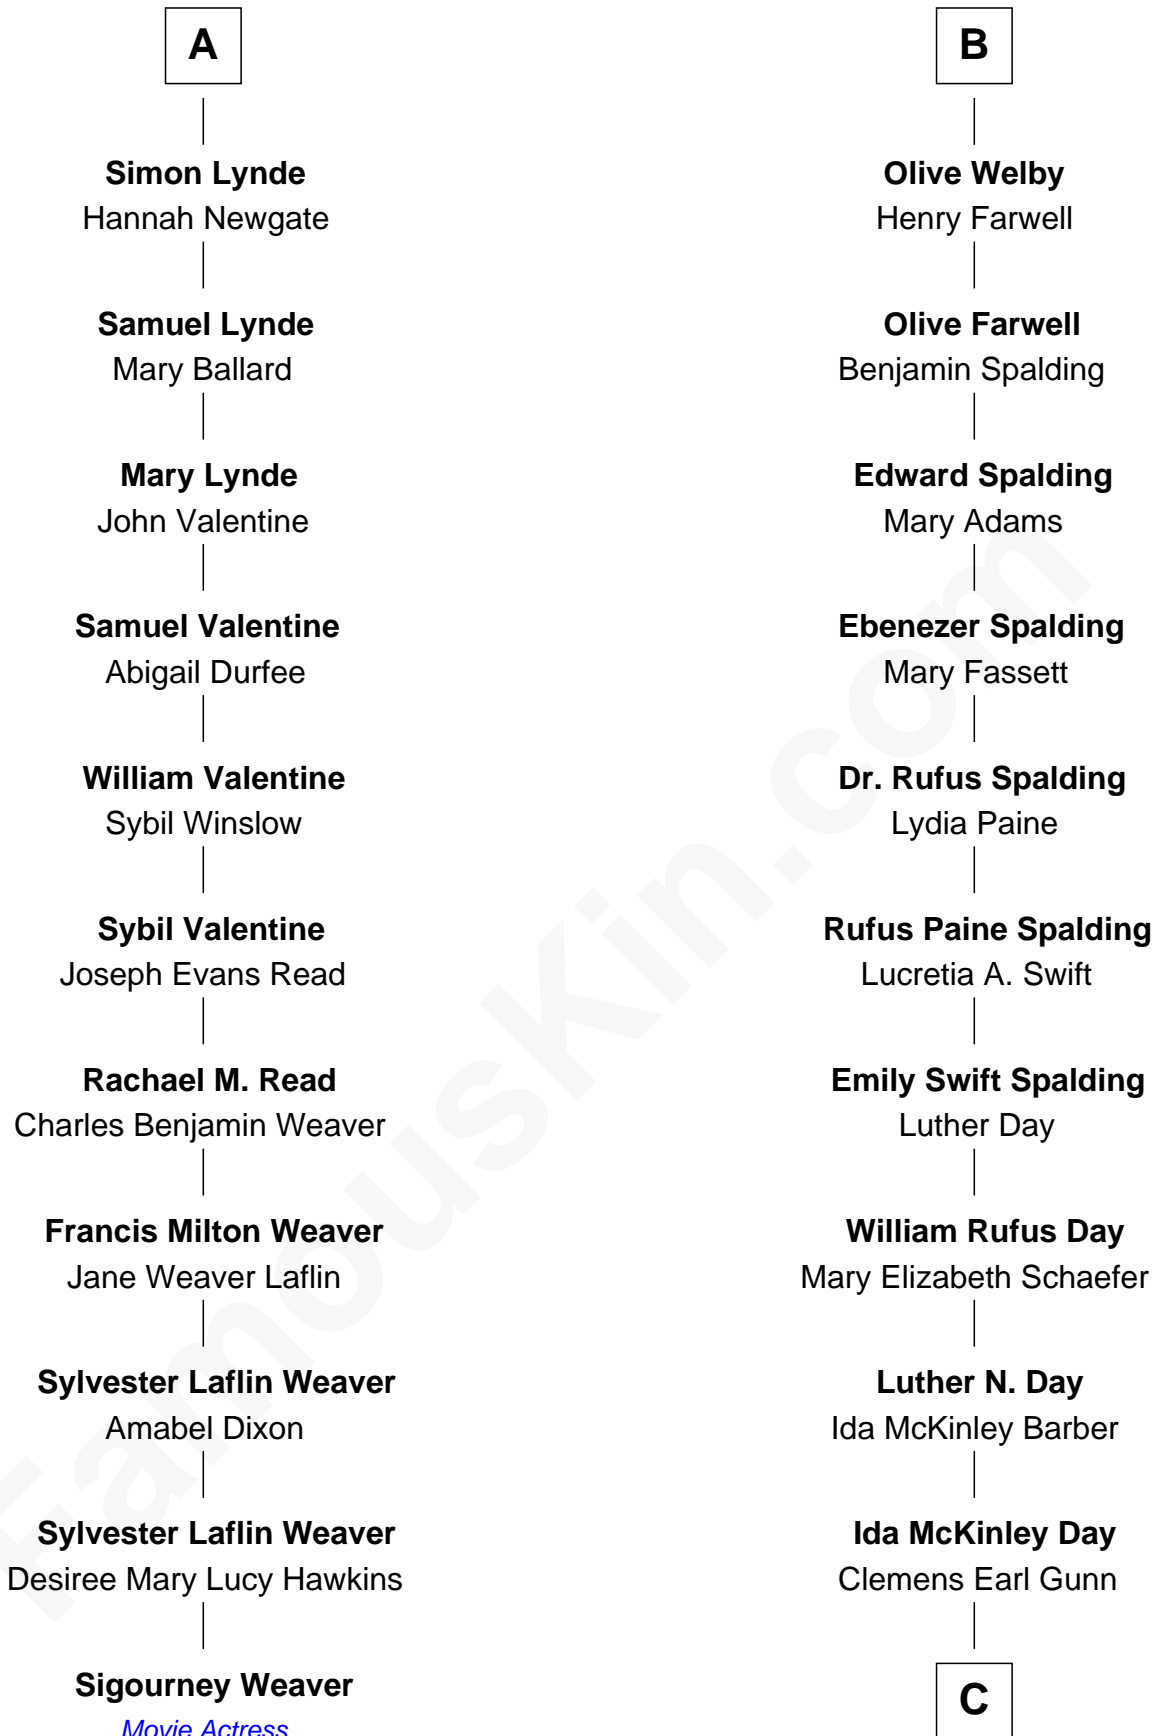 A
Simon Lynde
Hannah Newgate
Samuel Lynde
Mary Ballard
Mary Lynde
John Valentine
Samuel Valentine
Abigail Durfee
William Valentine
Sybil Winslow
Sybil Valentine
Joseph Evans Read
Rachael M. Read
Charles Benjamin Weaver
Francis Milton Weaver
Jane Weaver Laflin
Sylvester Laflin Weaver
Amabel Dixon
Sylvester Laflin Weaver
Desiree Mary Lucy Hawkins
Sigourney Weaver
Movie Actress
B
Olive Welby
Henry Farwell
Olive Farwell
Benjamin Spalding
Edward Spalding
Mary Adams
Ebenezer Spalding
Mary Fassett
Dr. Rufus Spalding
Lydia Paine
Rufus Paine Spalding
Lucretia A. Swift
Emily Swift Spalding
Luther Day
William Rufus Day
Mary Elizabeth Schaefer
Luther N. Day
Ida McKinley Barber
Ida McKinley Day
Clemens Earl Gunn
C
FamousKin.com